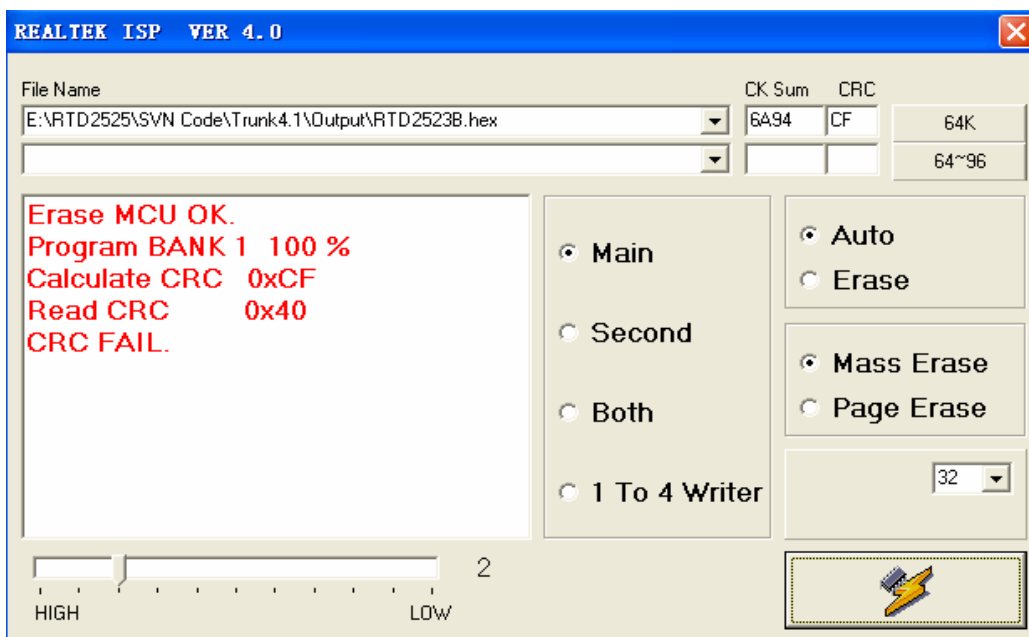 REALTEK ISP VER 4.0
File Name
CK Sum CRC
E:\RTD2525\SVN Code\Trunk4.1\Output\RTD2523B.hex
6A94
CF
64K
64~96
Erase MCU OK.
Program BANK 1 100 %
Calculate CRC 0xCF
Read CRC 0x40
CRC FAIL.
Main
Second
Both
1 To 4 Writer
Auto
Erase
Mass Erase
Page Erase
32
2
HIGH
LOW